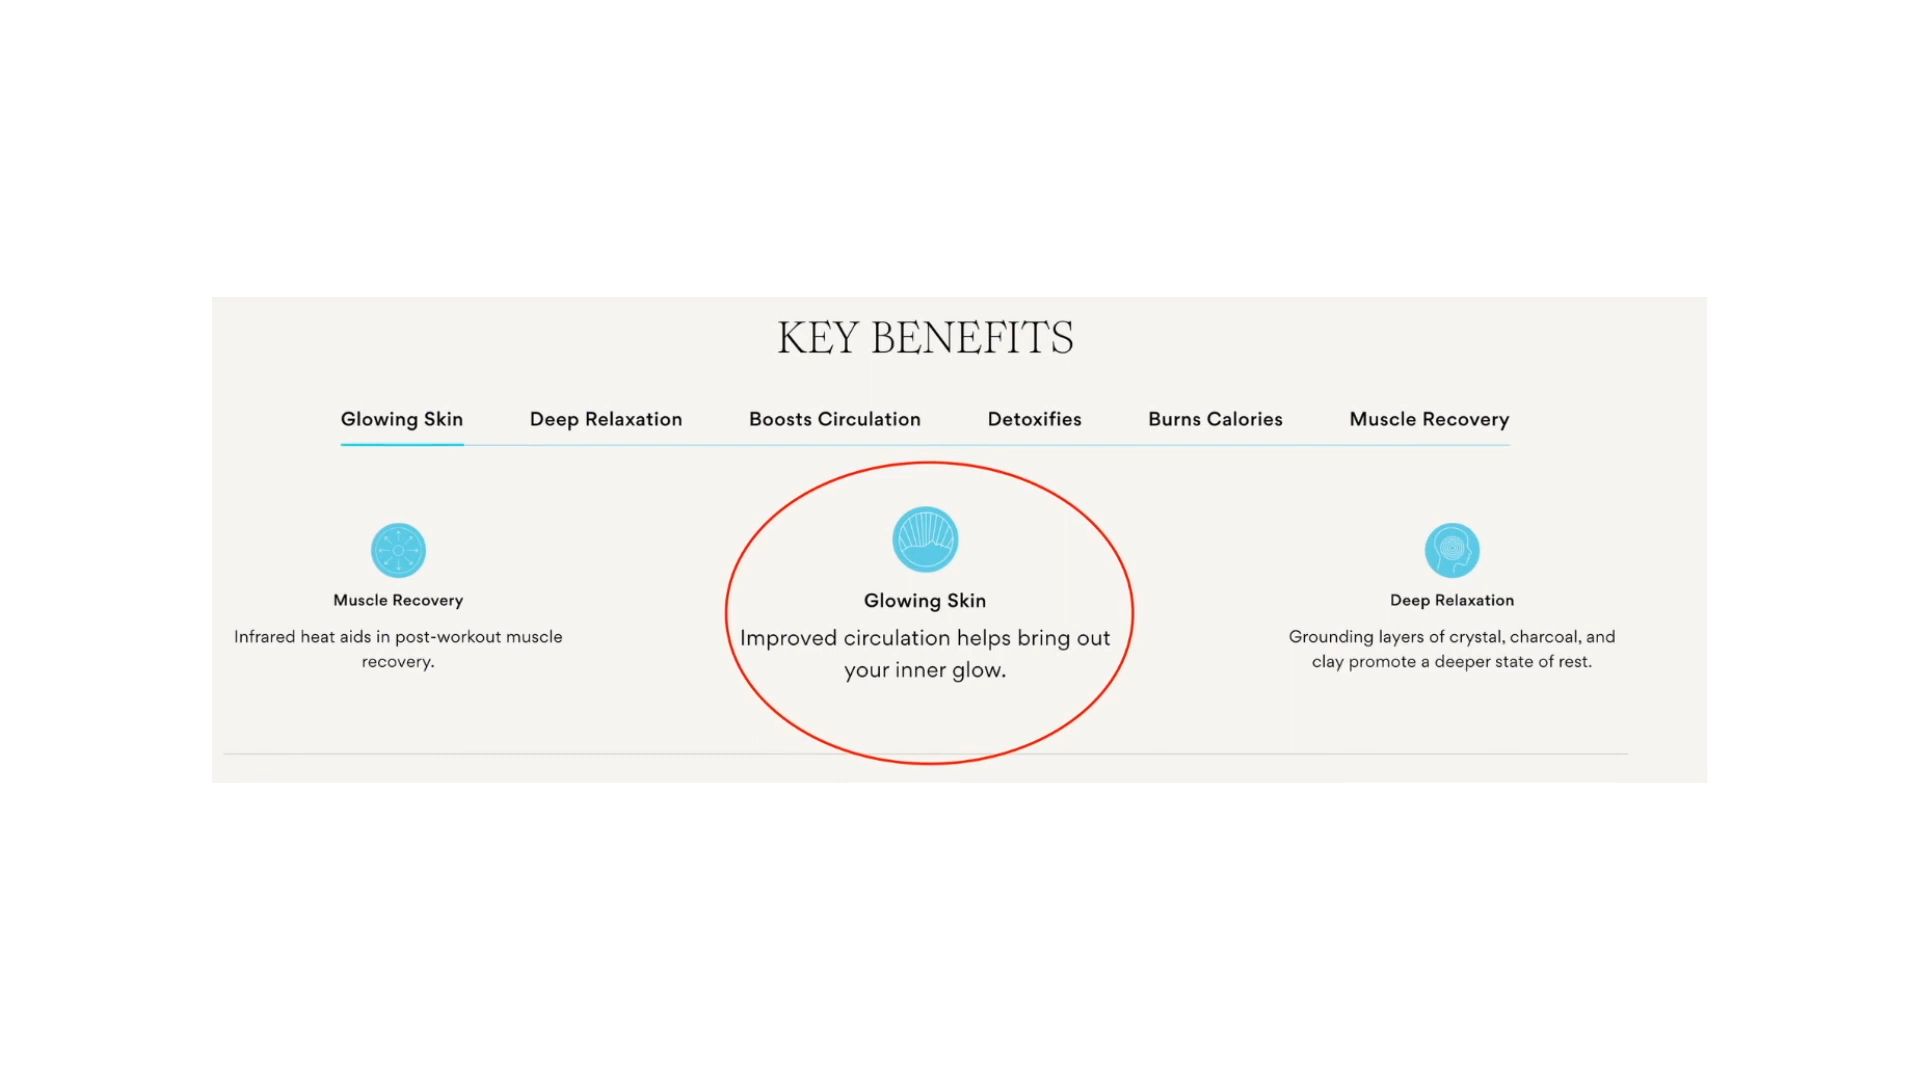 KEY BENEFITS
Glowing Skin
Deep Relaxation
Boosts Circulation
Detoxifies
Burns Calories
Muscle Recovery
Muscle Recovery
Infrared heat aids in post-workout muscle
recovery.
Glowing Skin
Improved circulation helps bring out
your inner glow.
Deep Relaxation
Grounding layers of crystal, charcoal, and
clay promote a deeper state of rest.